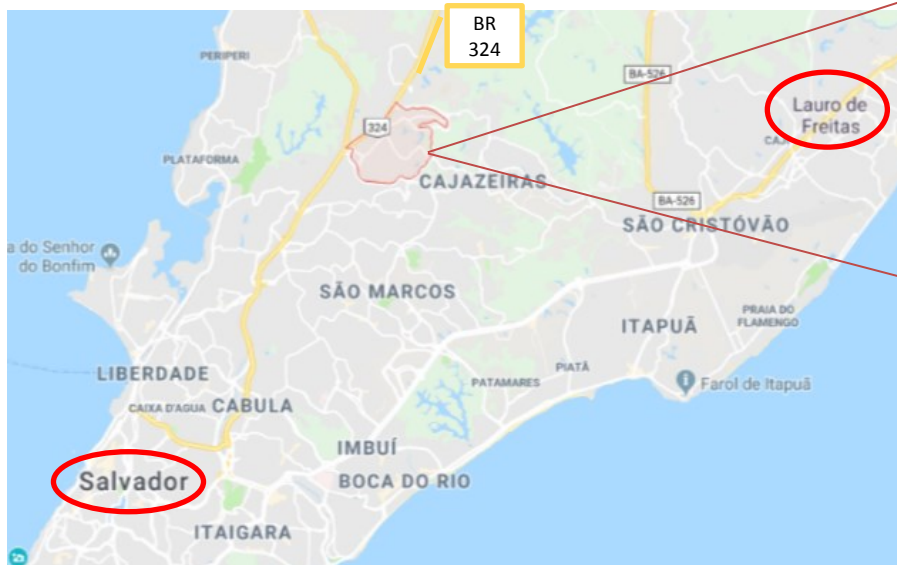 BR
324
PERIPERI
BA-526
Lauro de
Freitas
324
PLATAFORMA
CAJAZEIRAS
BA-526
SÃO CRISTÓVÃO
a do Senhor
do Bonfim
SÃO MARCOS
PRAIA DO
FLAMENGO
ITAPUÃ
LIBERDADE
PIATÃ
PATAMARES
Farol de Itapuã
CAIXA D'AGUA
CABULA
IMBUÍ
Salvador
BOCA DO RIO
ITAIGARA